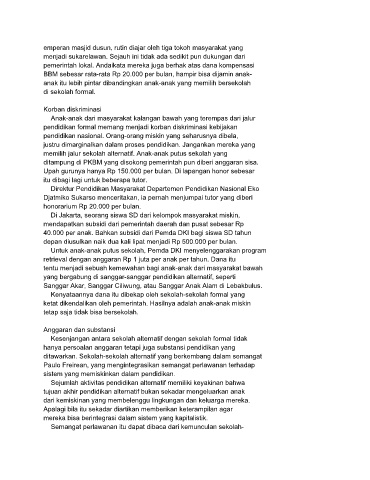 emperan masjid dusun, rutin diajar oleh tiga tokoh masyarakat yang
menjadi sukarelawan. Sejauh ini tidak ada sedikit pun dukungan dari
pemerintah lokal. Andaikata mereka juga berhak atas dana kompensasi
BBM sebesar rata-rata Rp 20.000 per bulan, hampir bisa dijamin anak-
anak itu lebih pintar dibandingkan anak-anak yang memilih bersekolah
di sekolah formal.
Korban diskriminasi
Anak-anak dari masyarakat kalangan bawah yang terempas dari jalur
pendidikan formal memang menjadi korban diskriminasi kebijakan
pendidikan nasional. Orang-orang miskin yang seharusnya dibela,
justru dimarginalkan dalam proses pendidikan. Jangankan mereka yang
memilih jalur sekolah alternatif. Anak-anak putus sekolah yang
ditampung di PKBM yang disokong pemerintah pun diberi anggaran sisa.
Upah gurunya hanya Rp 150.000 per bulan. Di lapangan honor sebesar
itu dibagi lagi untuk beberapa tutor.
Direktur Pendidikan Masyarakat Departemen Pendidikan Nasional Eko
Djatmiko Sukarso menceritakan, ia pernah menjumpai tutor yang diberi
honorarium Rp 20.000 per bulan.
Di Jakarta, seorang siswa SD dari kelompok masyarakat miskin,
mendapatkan subsidi dari pemerintah daerah dan pusat sebesar Rp
40.000 per anak. Bahkan subsidi dari Pemda DKI bagi siswa SD tahun
depan diusulkan naik dua kali lipat menjadi Rp 500.000 per bulan.
Untuk anak-anak putus sekolah, Pemda DKI menyelenggarakan program
retrieval dengan anggaran Rp 1 juta per anak per tahun. Dana itu
tentu menjadi sebuah kemewahan bagi anak-anak dari masyarakat bawah
yang bergabung di sanggar-sanggar pendidikan alternatif, seperti
Sanggar Akar, Sanggar Ciliwung, atau Sanggar Anak Alam di Lebakbulus.
Kenyataannya dana itu dibekap oleh sekolah-sekolah formal yang
ketat dikendalikan oleh pemerintah. Hasilnya adalah anak-anak miskin
tetap saja tidak bisa bersekolah.
Anggaran dan substansi
Kesenjangan antara sekolah alternatif dengan sekolah formal tidak
hanya persoalan anggaran tetapi juga substansi pendidikan yang
ditawarkan. Sekolah-sekolah alternatif yang berkembang dalam semangat
Paulo Freirean, yang mengintegrasikan semangat perlawanan terhadap
sistem yang memiskinkan dalam pendidikan.
Sejumlah aktivitas pendidikan alternatif memiliki keyakinan bahwa
tujuan akhir pendidikan alternatif bukan sekadar mengeluarkan anak
dari kemiskinan yang membelenggu lingkungan dan keluarga mereka.
Apalagi bila itu sekadar diartikan memberikan keterampilan agar
mereka bisa berintegrasi dalam sistem yang kapitalistik.
Semangat perlawanan itu dapat dibaca dari kemunculan sekolah-